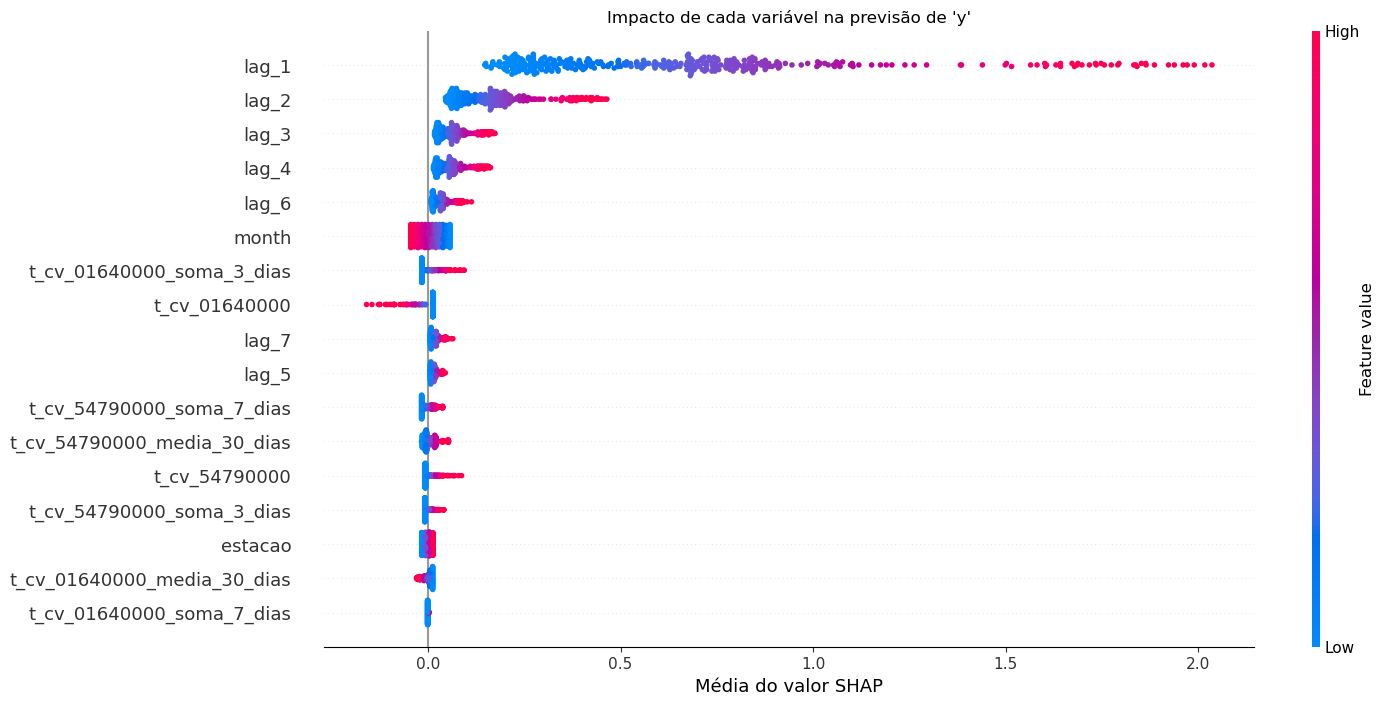 Impacto de cada variável na previsão de 'y'
High
lag_1
lag_2
lag_3
lag_4
lag_6
month
t_cv_01640000_soma_3_dias
t_cv_01640000
lag_7
lag_5
t_cv_54790000_soma_7_dias
t_cv_54790000_media_30_dias
t_cv_54790000
t_cv_54790000_soma_3_dias
estacao
t_cv_01640000_media_30_dias
t_cv_01640000_soma_7_dias
Feature value
Low
0.0 0.5 1.0 1.5 2.0
Média do valor SHAP